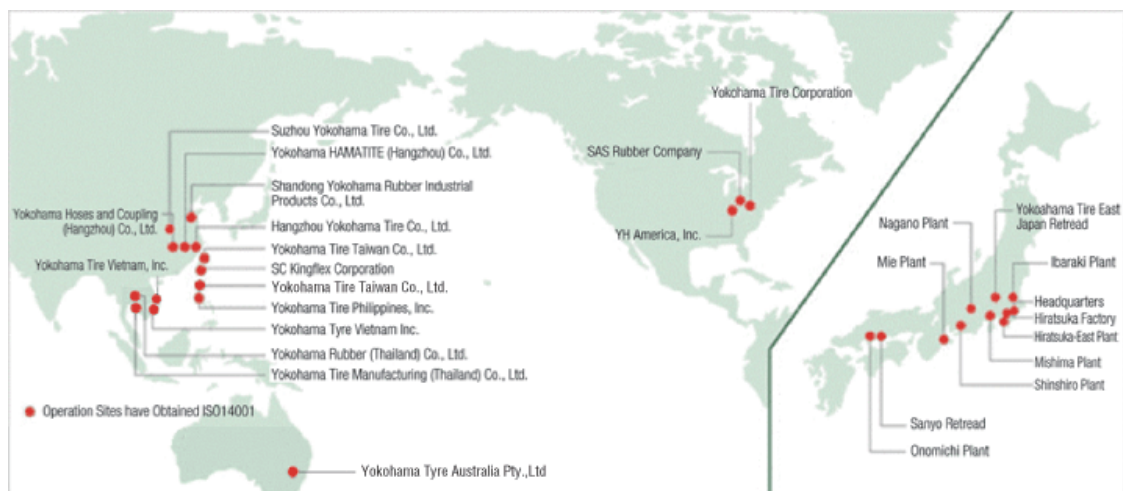 Yokohama Tire Corporation
Suzhou Yokohama Tire Co., Ltd.
Yokohama HAMATITE (Hangzhou) Co., Ltd.
SAS Rubber Company
Shandong Yokohama Rubber Industrial
Products Co., Ltd.
Yokohama Hoses and Coupling
(Hangzhou) Co., Ltd.
Hangzhou Yokohama Tire Co., Ltd.
YH America, Inc.
Yokohama Tire Taiwan Co., Ltd.
Yokohama Tire Vietnam, Inc.
SC Kingflex Corporation
Yokohama Tire Taiwan Co., Ltd.
Yokohama Tire Philippines, Inc.
Yokohama Tyre Vietnam Inc.
Yokohama Rubber (Thailand) Co., Ltd.
Yokohama Tire Manufacturing (Thailand) Co., Ltd.
Operation Sites have Obtained ISO14001
Yokohama Tyre Australia Pty.,Ltd
Nagano Plant
Yokoahama Tire East
Japan Retread
Mie Plant
Ibaraki Plant
Headquarters
Hiratsuka Factory
Hiratsuka-East Plant
Mishima Plant
Shinshiro Plant
Sanyo Retread
Onomichi Plant